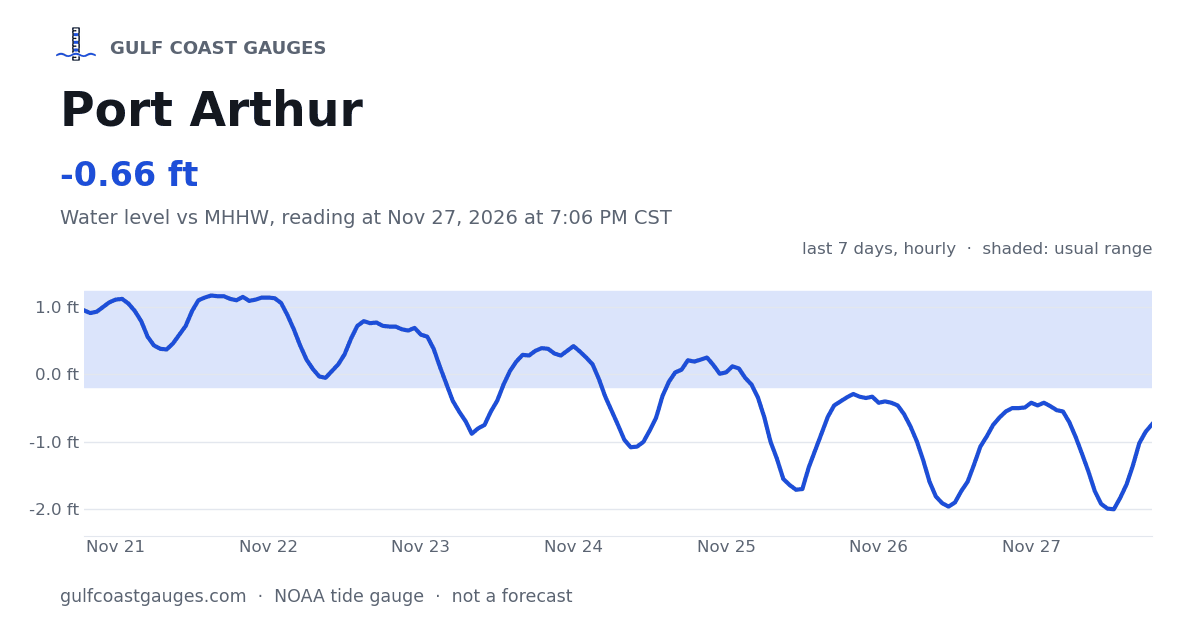 GULF COAST GAUGES
Port Arthur
-0.66 ft
Water level vs MHHW, reading at Nov 27, 2026 at 7:06 PM CST
last 7 days, hourly · shaded: usual range
1.0 ft
0.0 ft
-1.0 ft
-2.0 ft
Nov 21 Nov 22 Nov 23 Nov 24 Nov 25 Nov 26 Nov 27
gulfcoastgauges.com · NOAA tide gauge · not a forecast